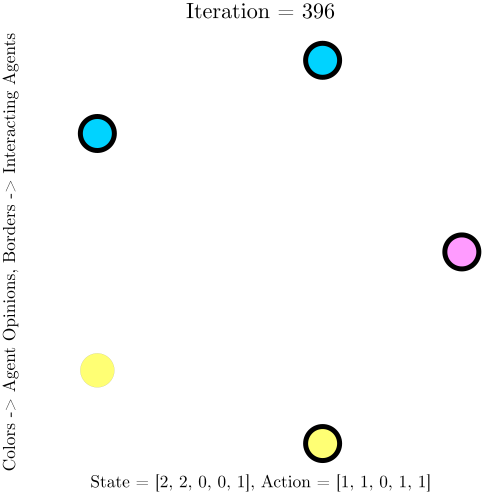 Iteration = 396
Colors -> Agent Opinions, Borders -> Interacting Agents
State = [2, 2, 0, 0, 1], Action = [1, 1, 0, 1, 1]